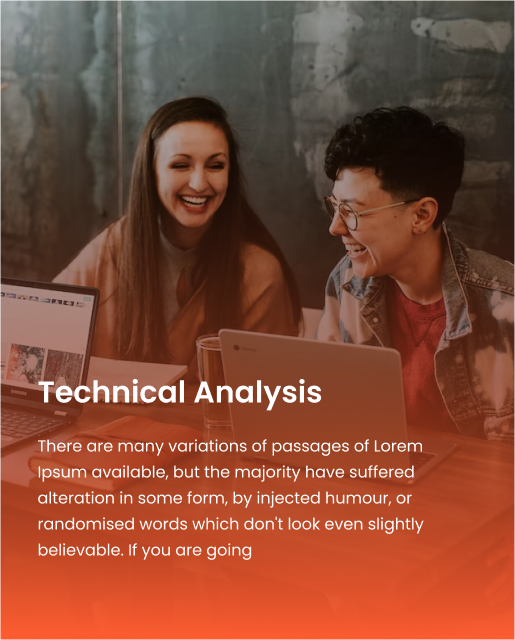 Technical Analysis
There are many variations of passages of Lorem
Ipsum available, but the majority have suffered
alteration in some form, by injected humour, or
randomised words which don't look even slightly
believable. If you are going